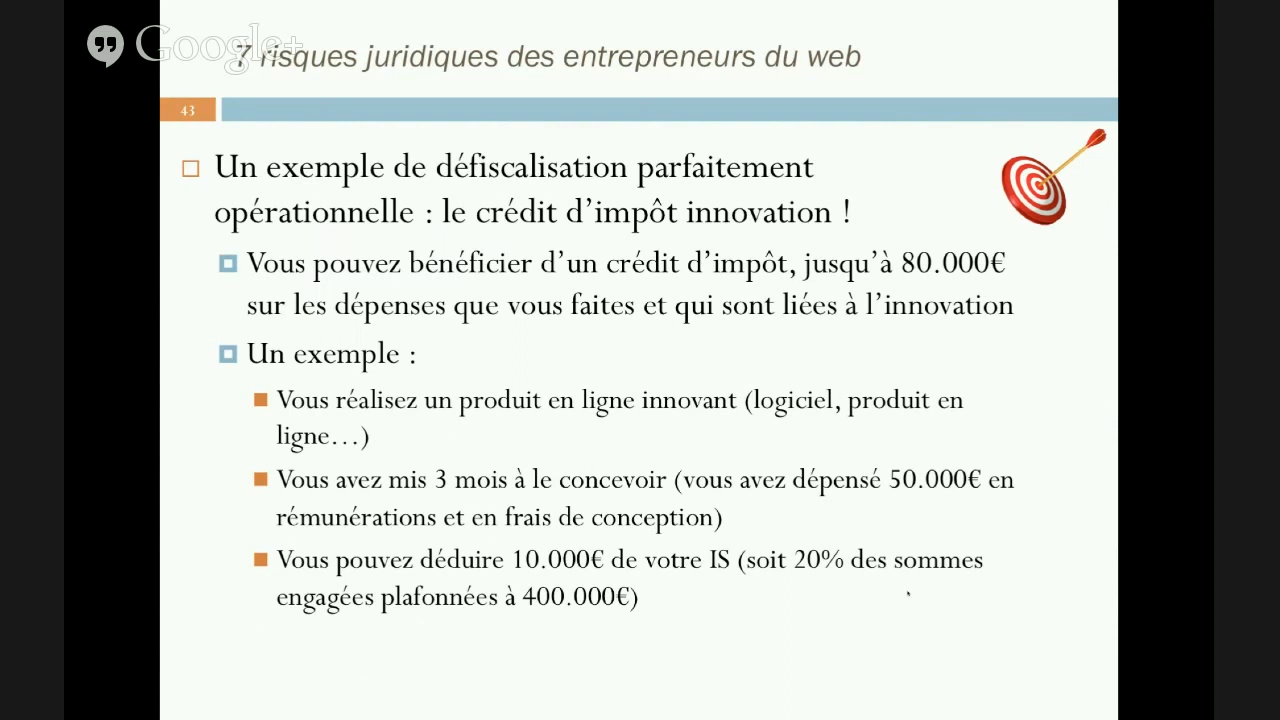 Google+
7 risques juridiques des entrepreneurs du web
43
Un exemple de défiscalisation parfaitement
opérationnelle : le crédit d’impôt innovation !
Vous pouvez bénéficier d’un crédit d’impôt, jusqu’à 80.000€
sur les dépenses que vous faites et qui sont liées à l’innovation
Un exemple :
Vous réalisez un produit en ligne innovant (logiciel, produit en
ligne…)
Vous avez mis 3 mois à le concevoir (vous avez dépensé 50.000€ en
rémunérations et en frais de conception)
Vous pouvez déduire 10.000€ de votre IS (soit 20% des sommes
engagées plafonnées à 400.000€)